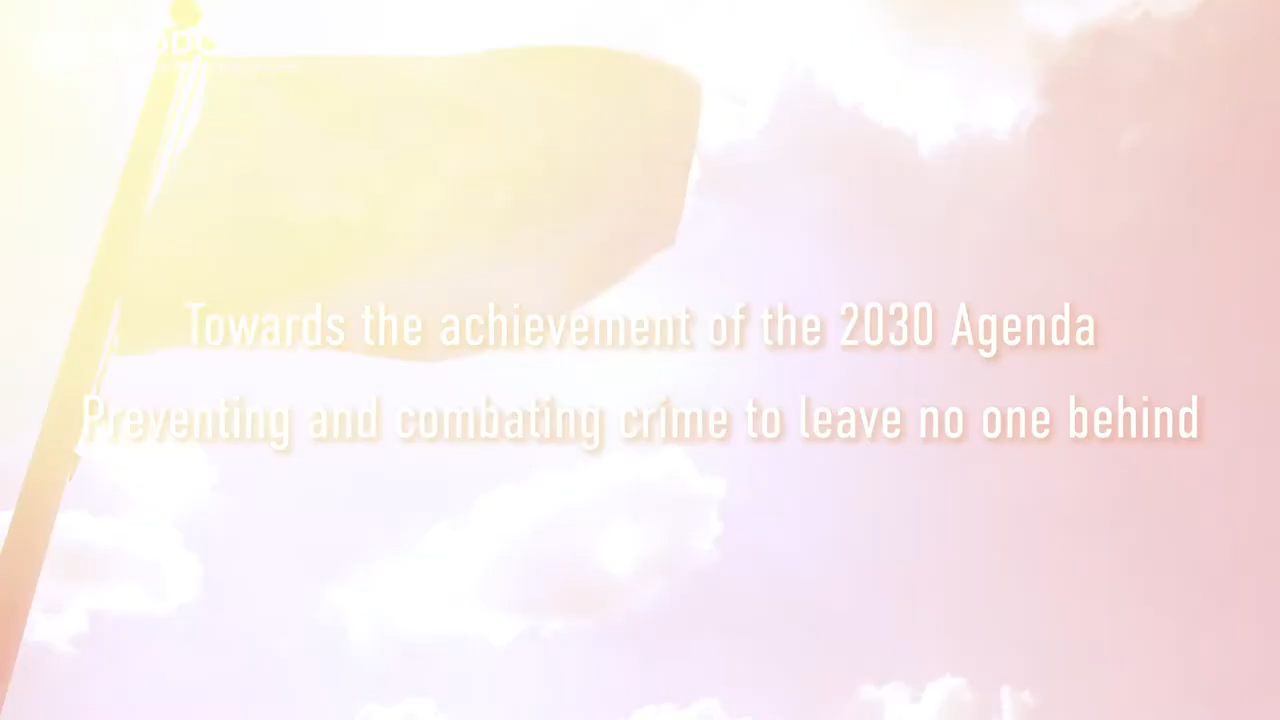 Towards the achievement of the 2030 Agenda
Preventing and combating crime to leave no one behind